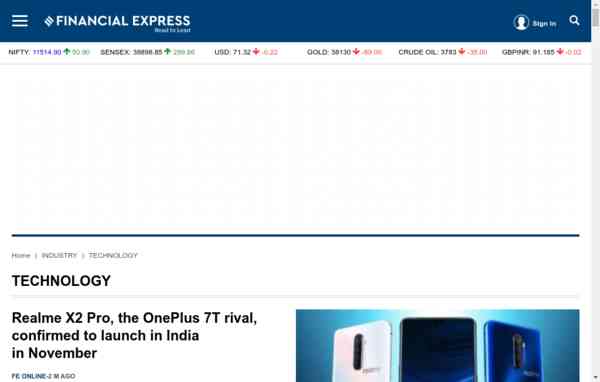 FINANCIAL EXPRESS
Read to Lead
Sign In
NIFTY: 11514.90 50.90 SENSEX: 38898.85 299.86 USD: 71.32 -0.22 GOLD: 38130 -89.00 CRUDE OIL: 3783 -35.00 GBPINR: 91.185 -0.02
Home | INDUSTRY | TECHNOLOGY
TECHNOLOGY
Realme X2 Pro, the OnePlus 7T rival,
confirmed to launch in India
in November
FE ONLINE-2 M AGO